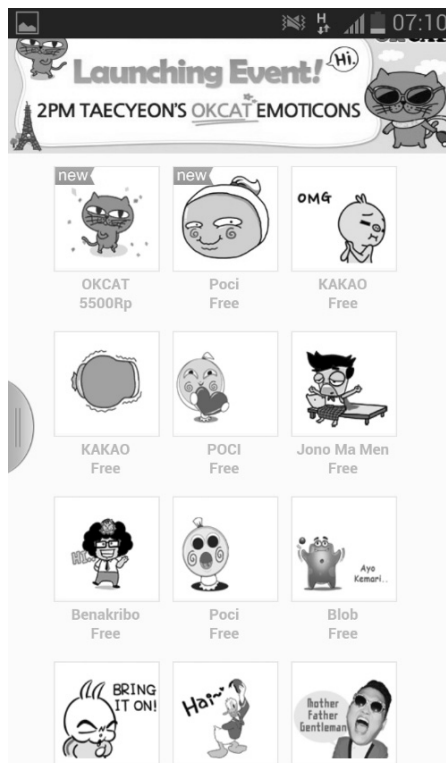 H
07:10
OKCAT
Launching Event!
Hi.
2PM TAECYEON'S OKCAT EMOTICONS
new
new
OMG
OKCAT
5500Rp
Poci
Free
KAKAO
Free
KAKAO
Free
POCI
Free
Jono Ma Men
Free
HI..
Ayo
Kemari..
Benakribo
Free
Poci
Free
Blob
Free
BRING
IT ON!
Hai~
Mother
Father
Gentleman